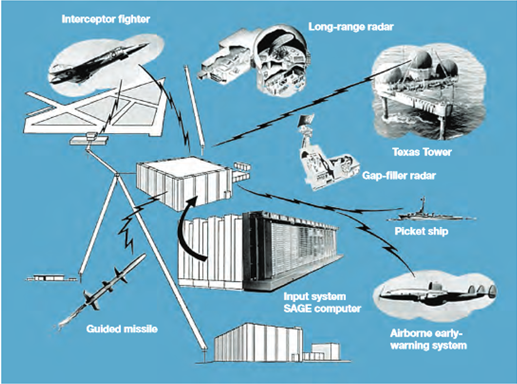 Interceptor fighter
Long-range radar
Texas Tower
Gap-filler radar
Picket ship
Input system
SAGE computer
Guided missile
Airborne early-
warning system